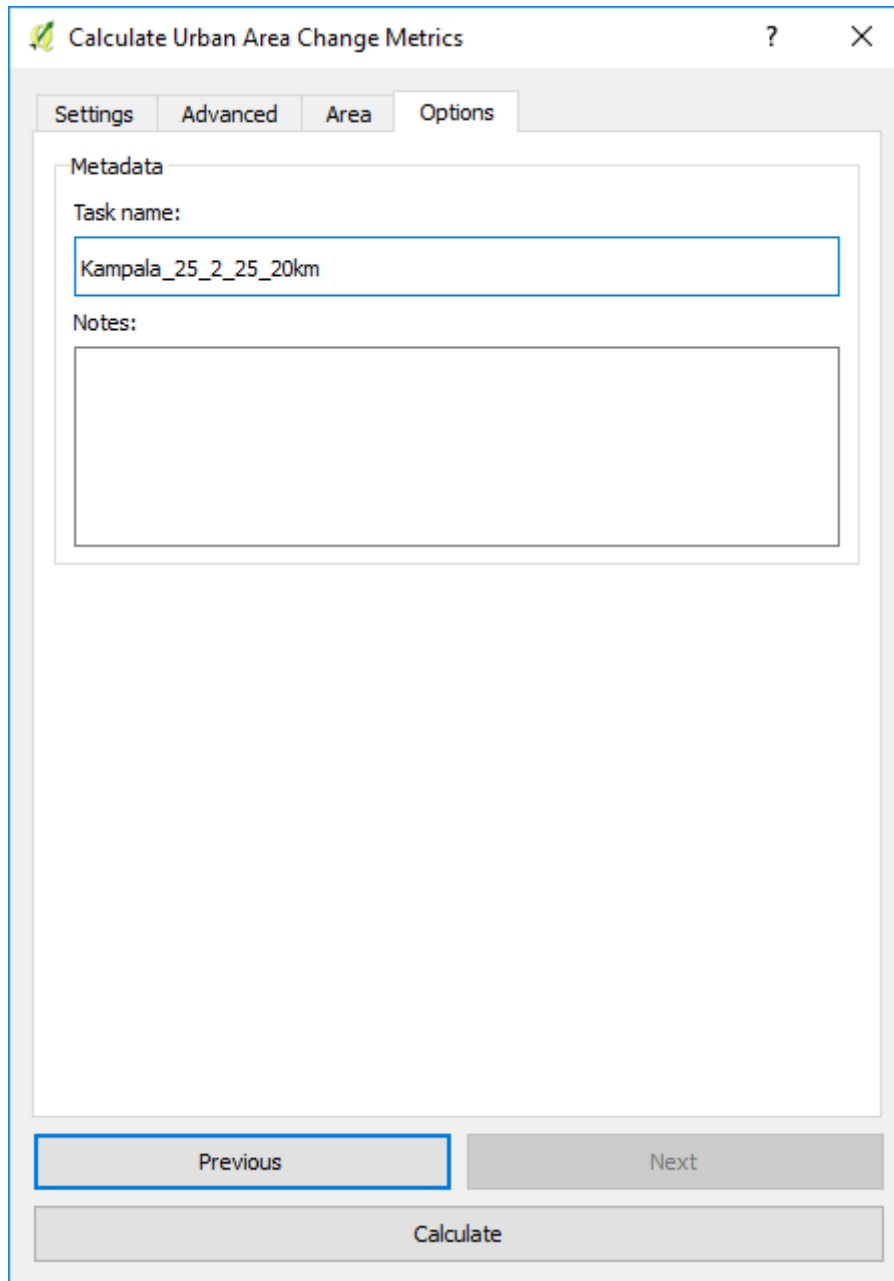 Calculate Urban Area Change Metrics ?
Settings Advanced Area Options
Metadata
Task name:
Kampala_25_2_25_20km
Notes:
Previous Next
Calculate